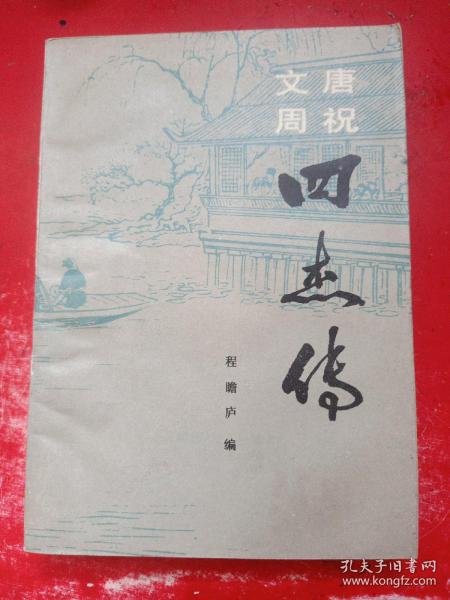 唐祝
文周
四杰传
程瞻庐 编
孔夫子旧书网
www.kongfz.com